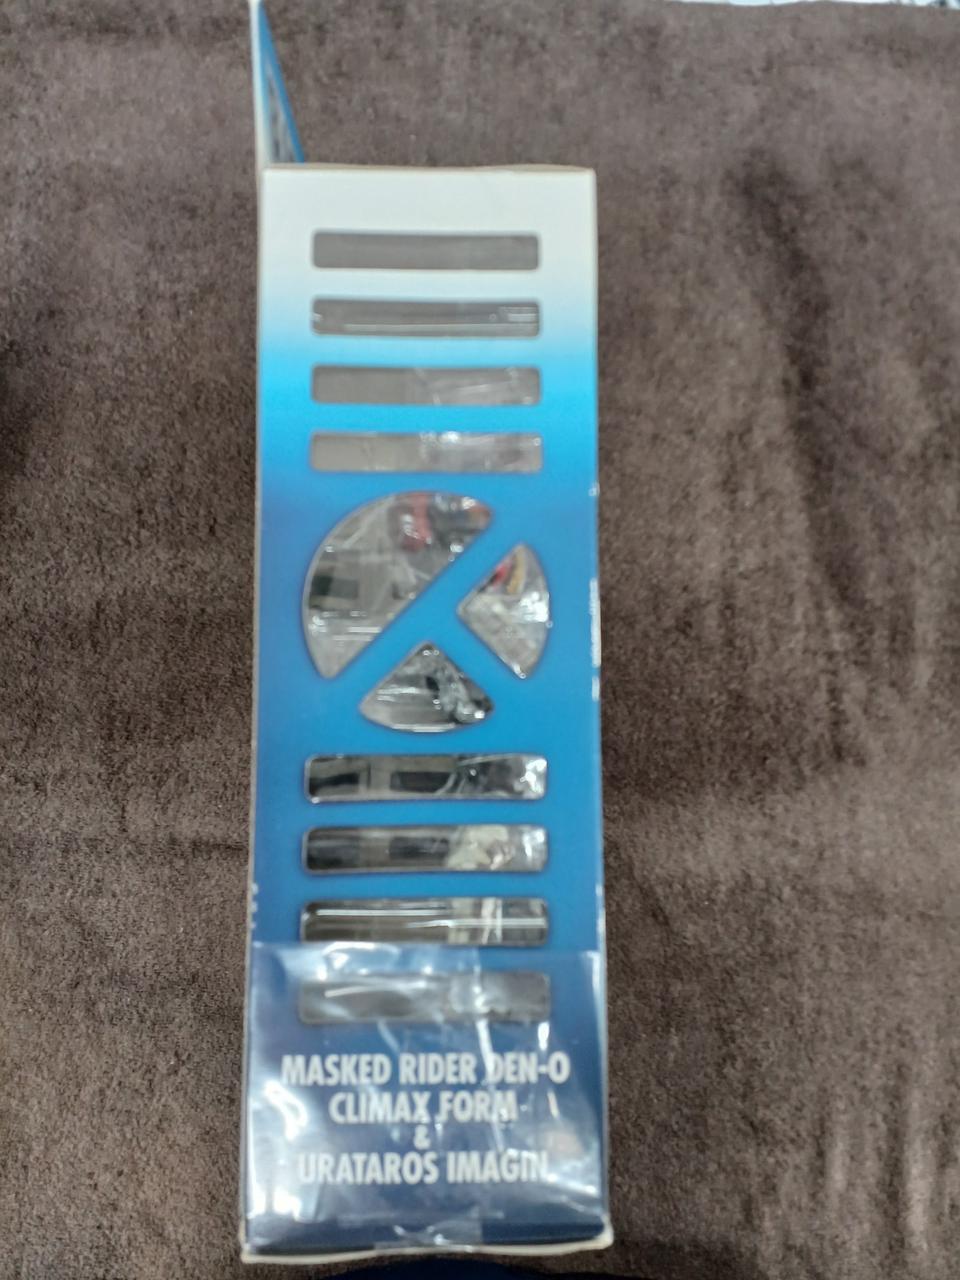 MASKED RIDER DEN-O
CLIMAX FORM
&
URATAROS IMAGIN